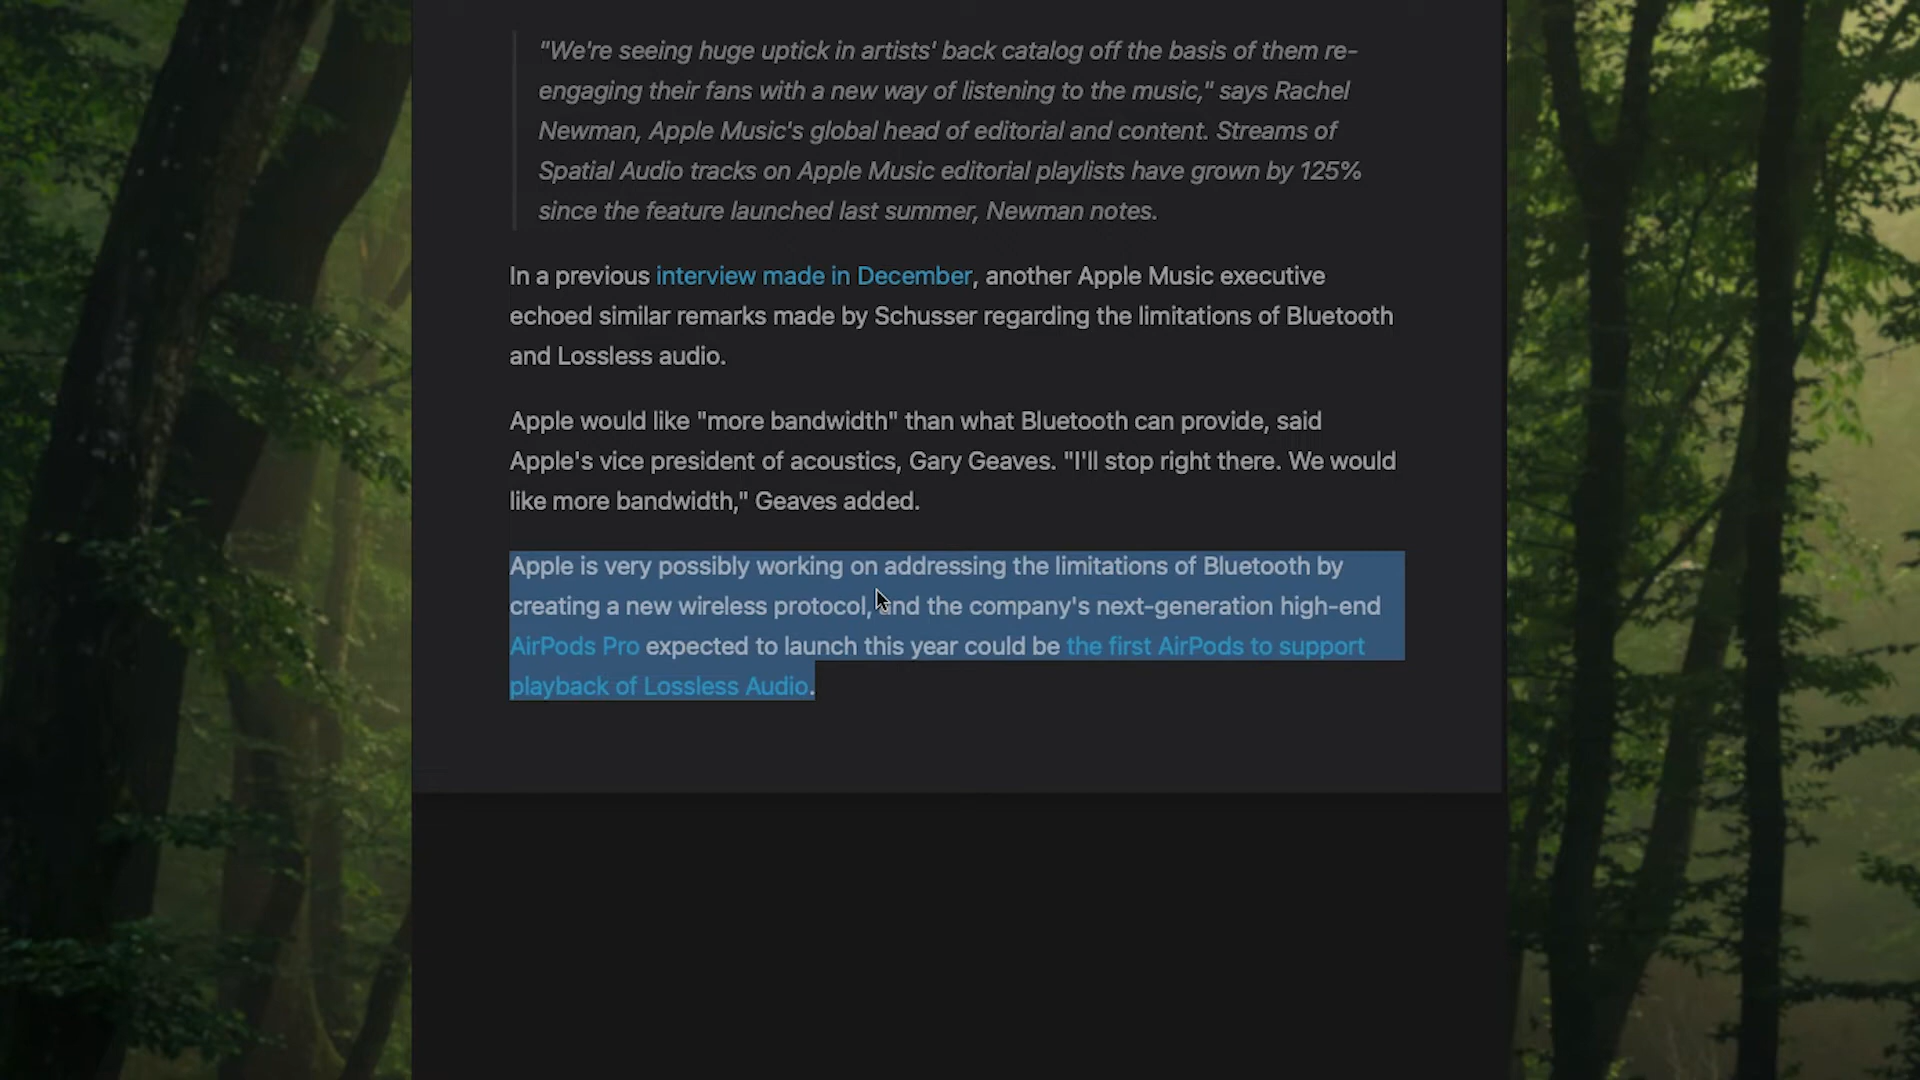 "We're seeing huge uptick in artists' back catalog off the basis of them re-
engaging their fans with a new way of listening to the music," says Rachel
Newman, Apple Music's global head of editorial and content. Streams of
Spatial Audio tracks on Apple Music editorial playlists have grown by 125%
since the feature launched last summer, Newman notes.
In a previous interview made in December, another Apple Music executive
echoed similar remarks made by Schusser regarding the limitations of Bluetooth
and Lossless audio.
Apple would like "more bandwidth" than what Bluetooth can provide, said
Apple's vice president of acoustics, Gary Geaves. "I'll stop right there. We would
like more bandwidth," Geaves added.
Apple is very possibly working on addressing the limitations of Bluetooth by
creating a new wireless protocol, and the company's next-generation high-end
AirPods Pro expected to launch this year could be the first AirPods to support
playback of Lossless Audio.